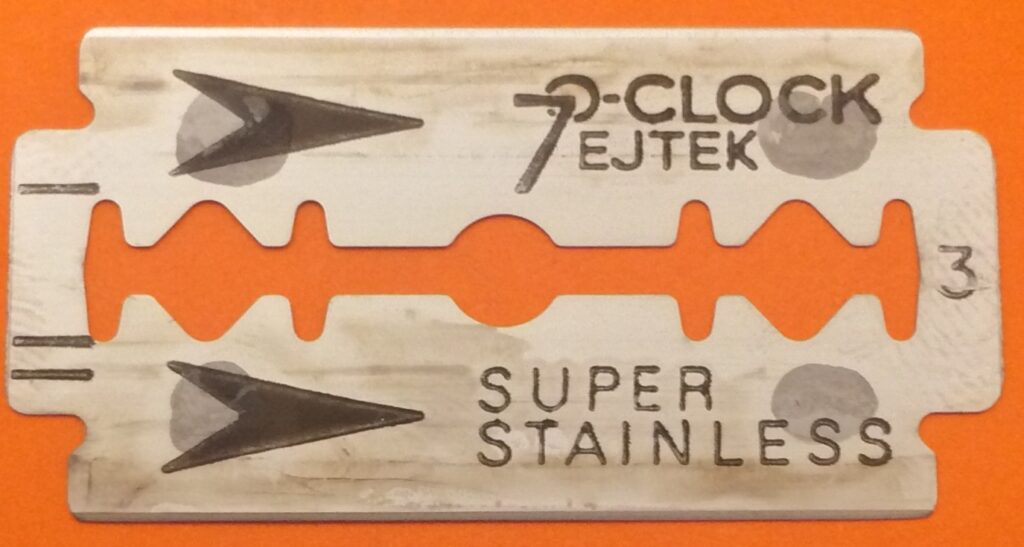 7 O-CLOCK
EJTEK
3
SUPER
STAINLESS